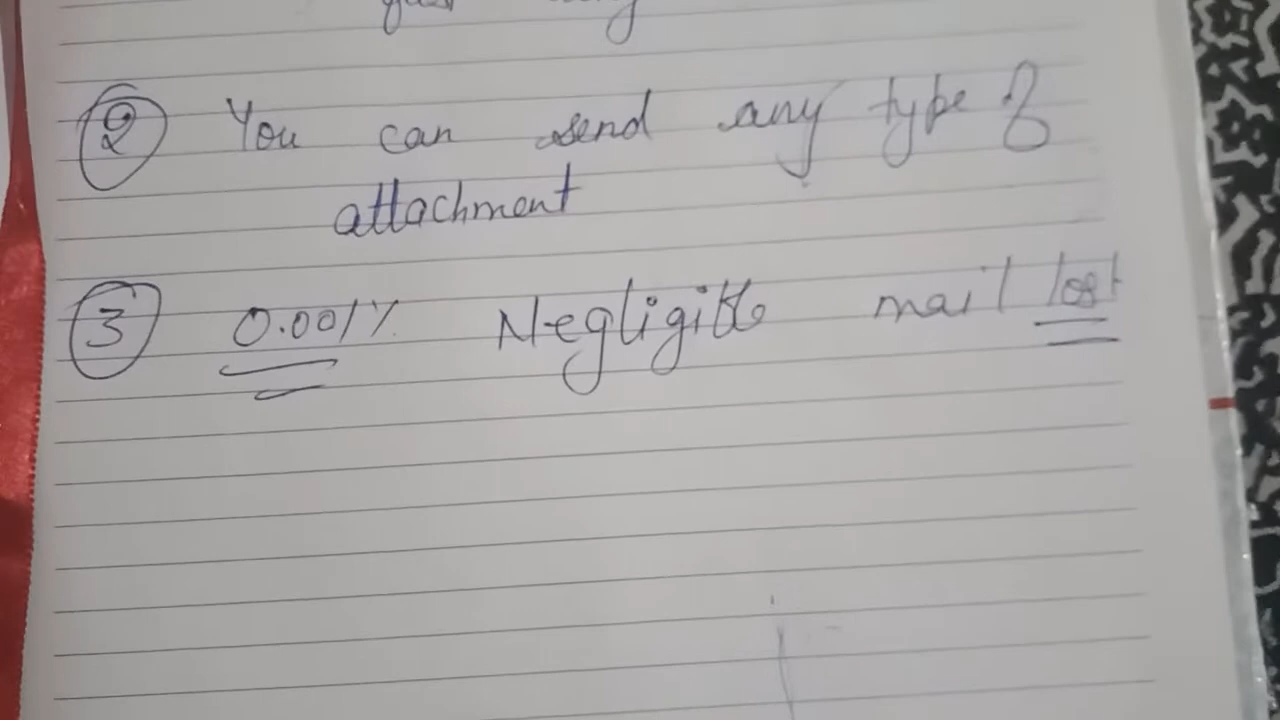 ② You can send any type of
attachment
③ 0.001% Negligible mail lost